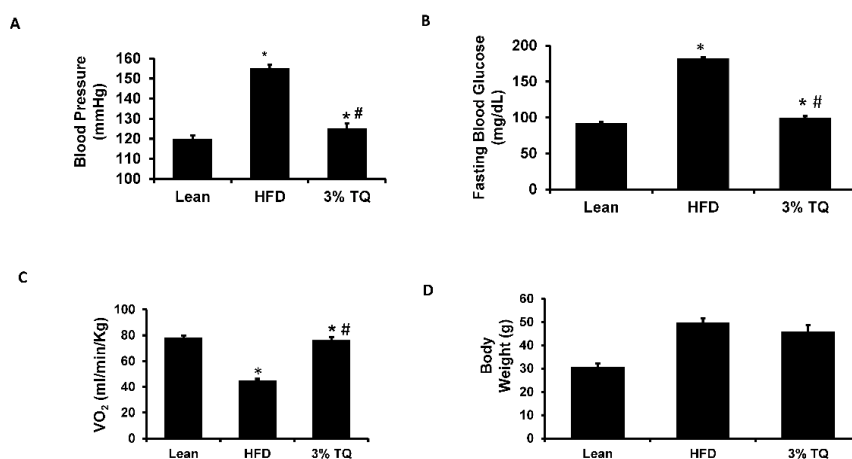 A
Blood Pressure
(mmHg)
160
150
140
130
120
110
100
*
* #
Lean HFD 3% TQ
B
Fasting Blood Glucose
(mg/dL)
200
150
100
50
0
*
* #
Lean HFD 3% TQ
C
VO₂ (ml/min/Kg)
100
80
60
40
20
0
*
* #
Lean HFD 3% TQ
D
Body
Weight (g)
60
50
40
30
20
10
0
Lean HFD 3% TQ